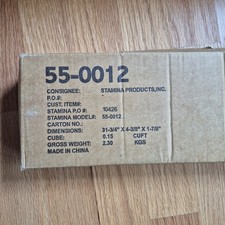 55-0012
CONSIGNEE: STAMINA PRODUCTS,INC.
P.O.#: -
CUST. ITEM#:
STAMINA P.O.#: 10426
STAMINA MODEL#: 55-0012
CARTON NO.:
DIMENSIONS: 31-3/4" X 4-3/8" X 1-7/8"
CUBE: 0.15 CUFT
GROSS WEIGHT: 2.30 KGS
MADE IN CHINA